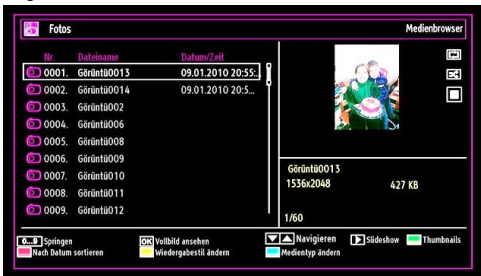 Fotos Medienbrowser
Nr. Dateiname Datum/Zeit
0001. Görüntü0013 09.01.2010 20:55:.
0002. Görüntü0014 09.01.2010 20:5...
0003. Görüntü002
0004. Görüntü006
0005. Görüntü008
0006. Görüntü009
0007. Görüntü010
0008. Görüntü011
0009. Görüntü012
Görüntü0013
1536x2048 427 KB
1/60
0...9 Springen OK Vollbild ansehen Navigieren Slideshow Thumbnails
Nach Datum sortieren Wiedergabestil ändern Medientyp ändern